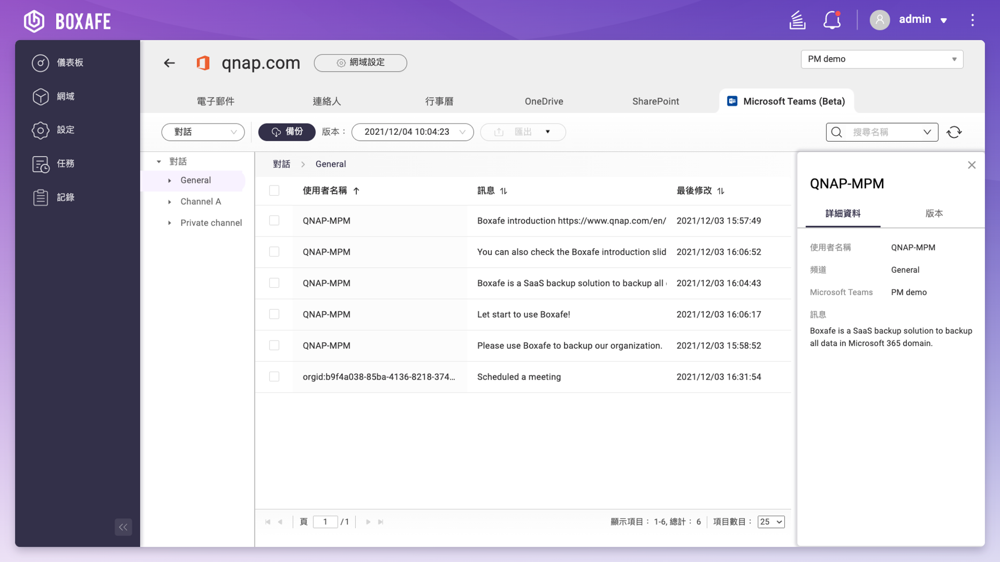 BOXAFE
admin
儀表板
網域
設定
任務
記錄
qnap.com
網域設定
PM demo
電子郵件
連絡人
行事曆
OneDrive
SharePoint
Microsoft Teams (Beta)
對話
備份
版本：
2021/12/04 10:04:23
匯出
搜尋名稱
對話
General
Channel A
Private channel
對話 > General
使用者名稱 訊息 最後修改
QNAP-MPM Boxafe introduction https://www.qnap.com/en/ 2021/12/03 15:57:49
QNAP-MPM You can also check the Boxafe introduction slid 2021/12/03 16:06:52
QNAP-MPM Boxafe is a SaaS backup solution to backup all 2021/12/03 16:04:43
QNAP-MPM Let start to use Boxafe! 2021/12/03 16:06:17
QNAP-MPM Please use Boxafe to backup our organization. 2021/12/03 15:58:52
orgid:b9f4a038-85ba-4136-8218-374... Scheduled a meeting 2021/12/03 16:31:54
頁 1 /1
顯示項目： 1-6, 總計： 6
項目數目： 25
QNAP-MPM
詳細資料 版本
使用者名稱 QNAP-MPM
頻道 General
Microsoft Teams PM demo
訊息
Boxafe is a SaaS backup solution to backup
all data in Microsoft 365 domain.